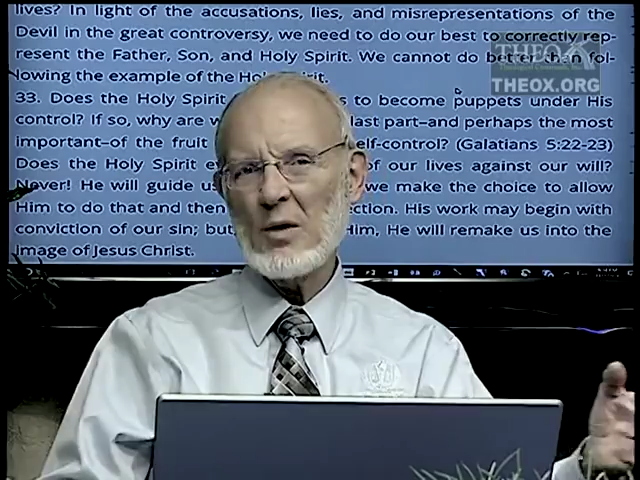 lives? In light of the accusations, lies, and misrepresentations of the
Devil in the great controversy, we need to do our best to correctly rep-
resent the Father, Son, and Holy Spirit. We cannot do better than fol-
lowing the example of the Holy Spirit.
33. Does the Holy Spirit s to become puppets under His
control? If so, why are w last part–and perhaps the most
important–of the fruit elf-control? (Galatians 5:22-23)
Does the Holy Spirit e of our lives against our will?
Never! He will guide us we make the choice to allow
Him to do that and then ection. His work may begin with
conviction of our sin; but, Him, He will remake us into the
image of Jesus Christ.
THEOX
THEOX.ORG